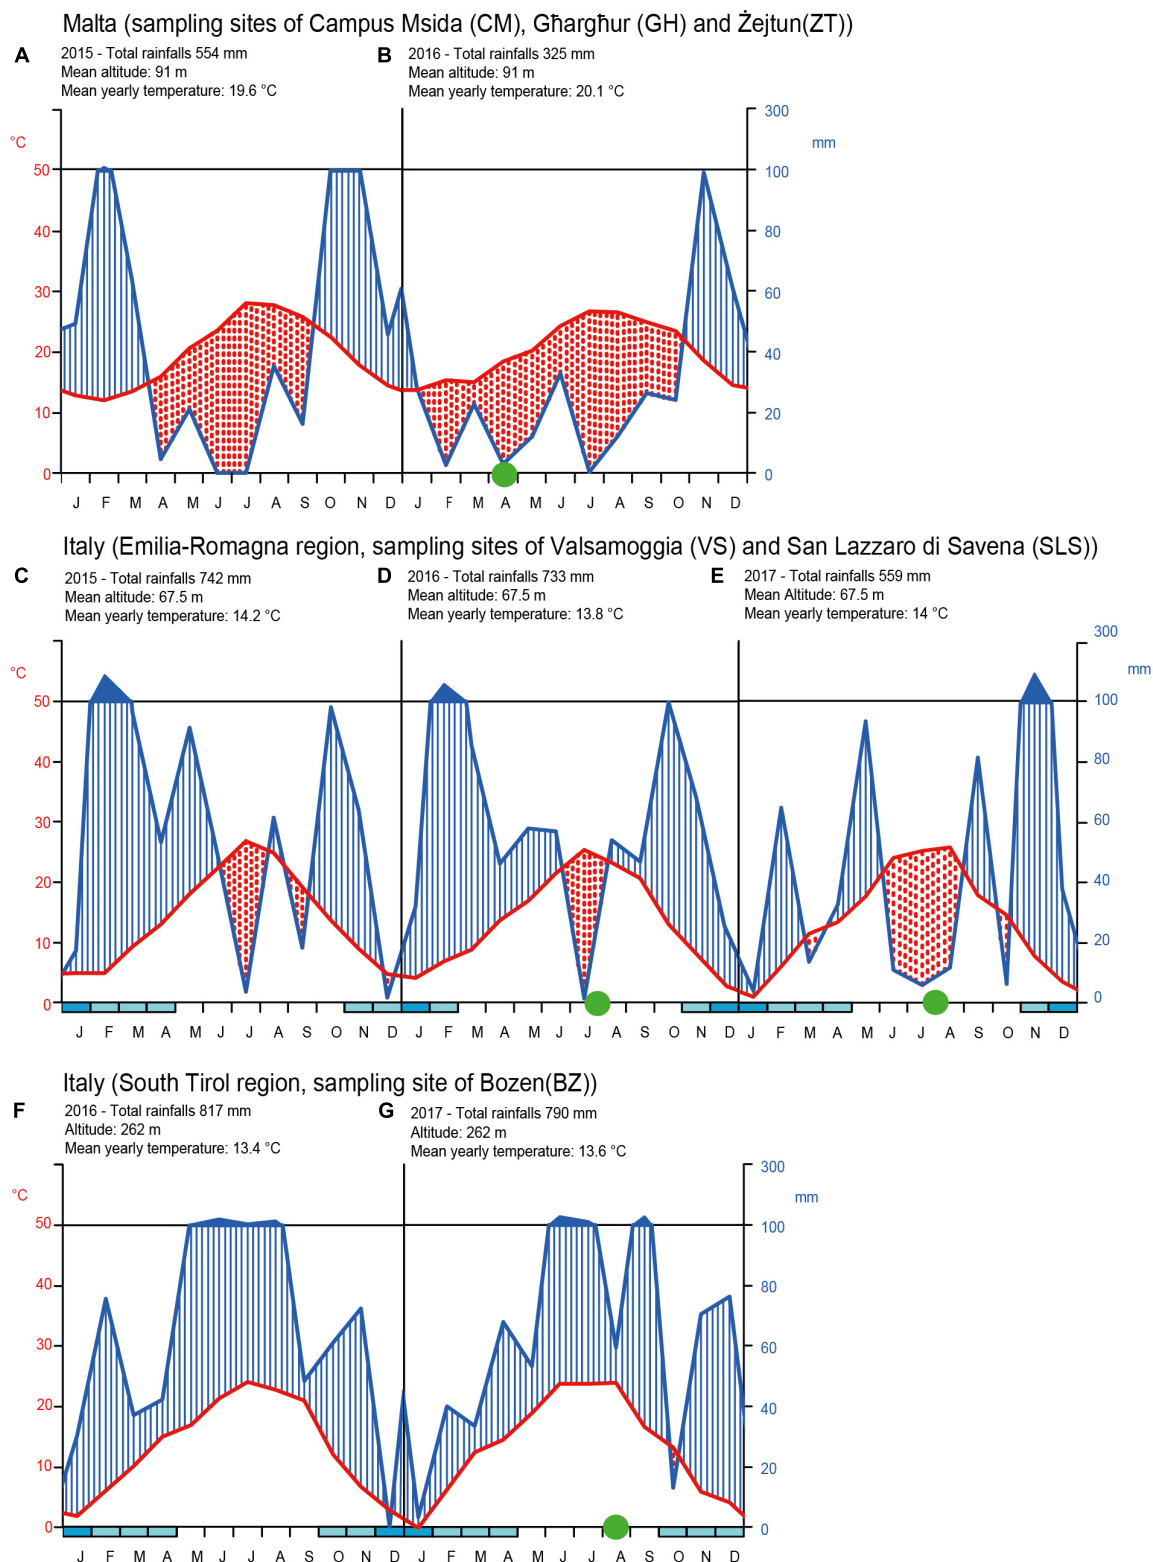 Malta (sampling sites of Campus Msida (CM), Għargħur (GH) and Żejtun(ZT))
A
2015 - Total rainfalls 554 mm
Mean altitude: 91 m
Mean yearly temperature: 19.6 °C
B
2016 - Total rainfalls 325 mm
Mean altitude: 91 m
Mean yearly temperature: 20.1 °C
°C
50
40
30
20
10
0
300
mm
100
80
60
40
20
0
J F M A M J J A S O N D J F M A M J J A S O N D
Italy (Emilia-Romagna region, sampling sites of Valsamoggia (VS) and San Lazzaro di Savena (SLS))
C
2015 - Total rainfalls 742 mm
Mean altitude: 67.5 m
Mean yearly temperature: 14.2 °C
D
2016 - Total rainfalls 733 mm
Mean altitude: 67.5 m
Mean yearly temperature: 13.8 °C
E
2017 - Total rainfalls 559 mm
Mean Altitude: 67.5 m
Mean yearly temperature: 14 °C
°C
50
40
30
20
10
0
300
mm
100
80
60
40
20
0
J F M A M J J A S O N D J F M A M J J A S O N D J F M A M J J A S O N D
Italy (South Tirol region, sampling site of Bozen(BZ))
F
2016 - Total rainfalls 817 mm
Altitude: 262 m
Mean yearly temperature: 13.4 °C
G
2017 - Total rainfalls 790 mm
Altitude: 262 m
Mean yearly temperature: 13.6 °C
°C
50
40
30
20
10
0
300
mm
100
80
60
40
20
0
J F M A M J J A S O N D J F M A M J J A S O N D